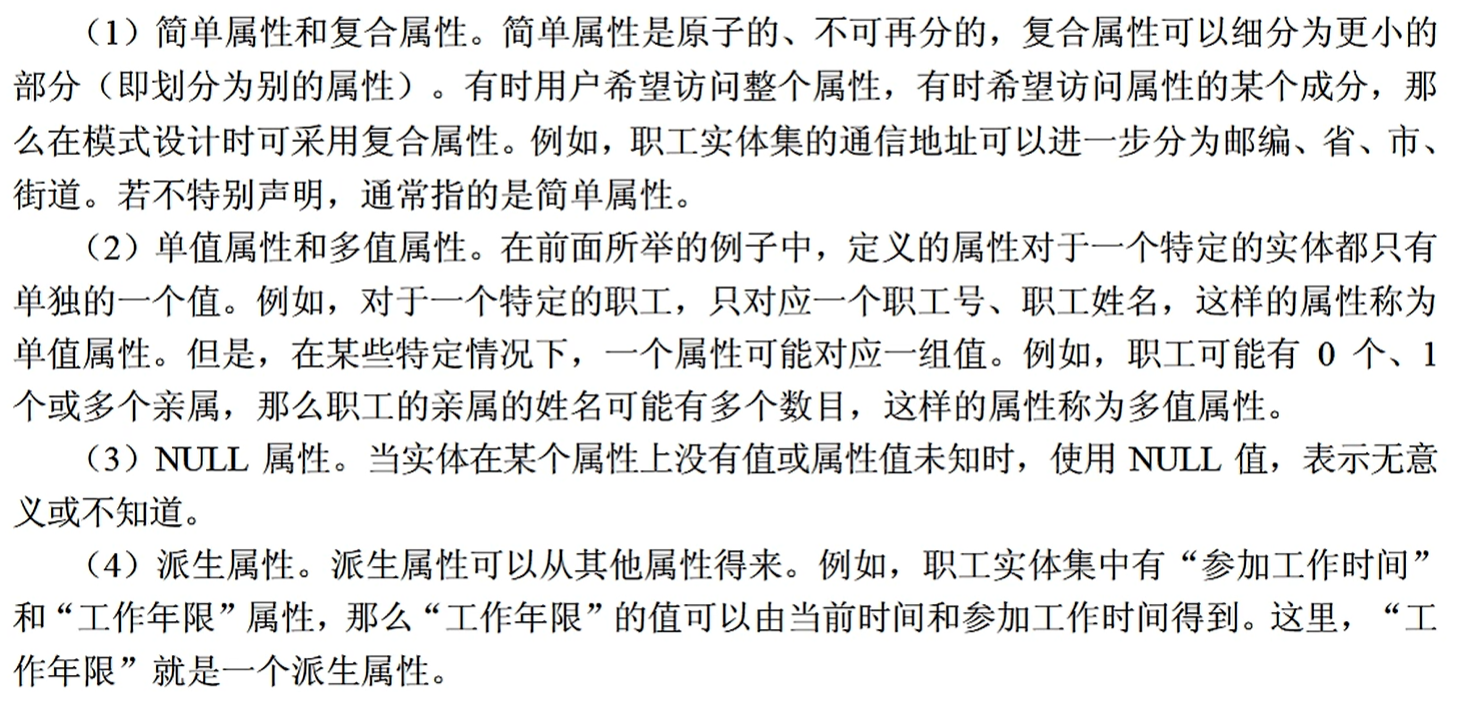 （1）简单属性和复合属性。简单属性是原子的、不可再分的，复合属性可以细分为更小的
部分（即划分为别的属性）。有时用户希望访问整个属性，有时希望访问属性的某个成分，那
么在模式设计时可采用复合属性。例如，职工实体集的通信地址可以进一步分为邮编、省、市、
街道。若不特别声明，通常指的是简单属性。
（2）单值属性和多值属性。在前面所举的例子中，定义的属性对于一个特定的实体都只有
单独的一个值。例如，对于一个特定的职工，只对应一个职工号、职工姓名，这样的属性称为
单值属性。但是，在某些特定情况下，一个属性可能对应一组值。例如，职工可能有 0 个、1
个或多个亲属，那么职工的亲属的姓名可能有多个数目，这样的属性称为多值属性。
（3）NULL 属性。当实体在某个属性上没有值或属性值未知时，使用 NULL 值，表示无意
义或不知道。
（4）派生属性。派生属性可以从其他属性得来。例如，职工实体集中有“参加工作时间”
和“工作年限”属性，那么“工作年限”的值可以由当前时间和参加工作时间得到。这里，“工
作年限”就是一个派生属性。